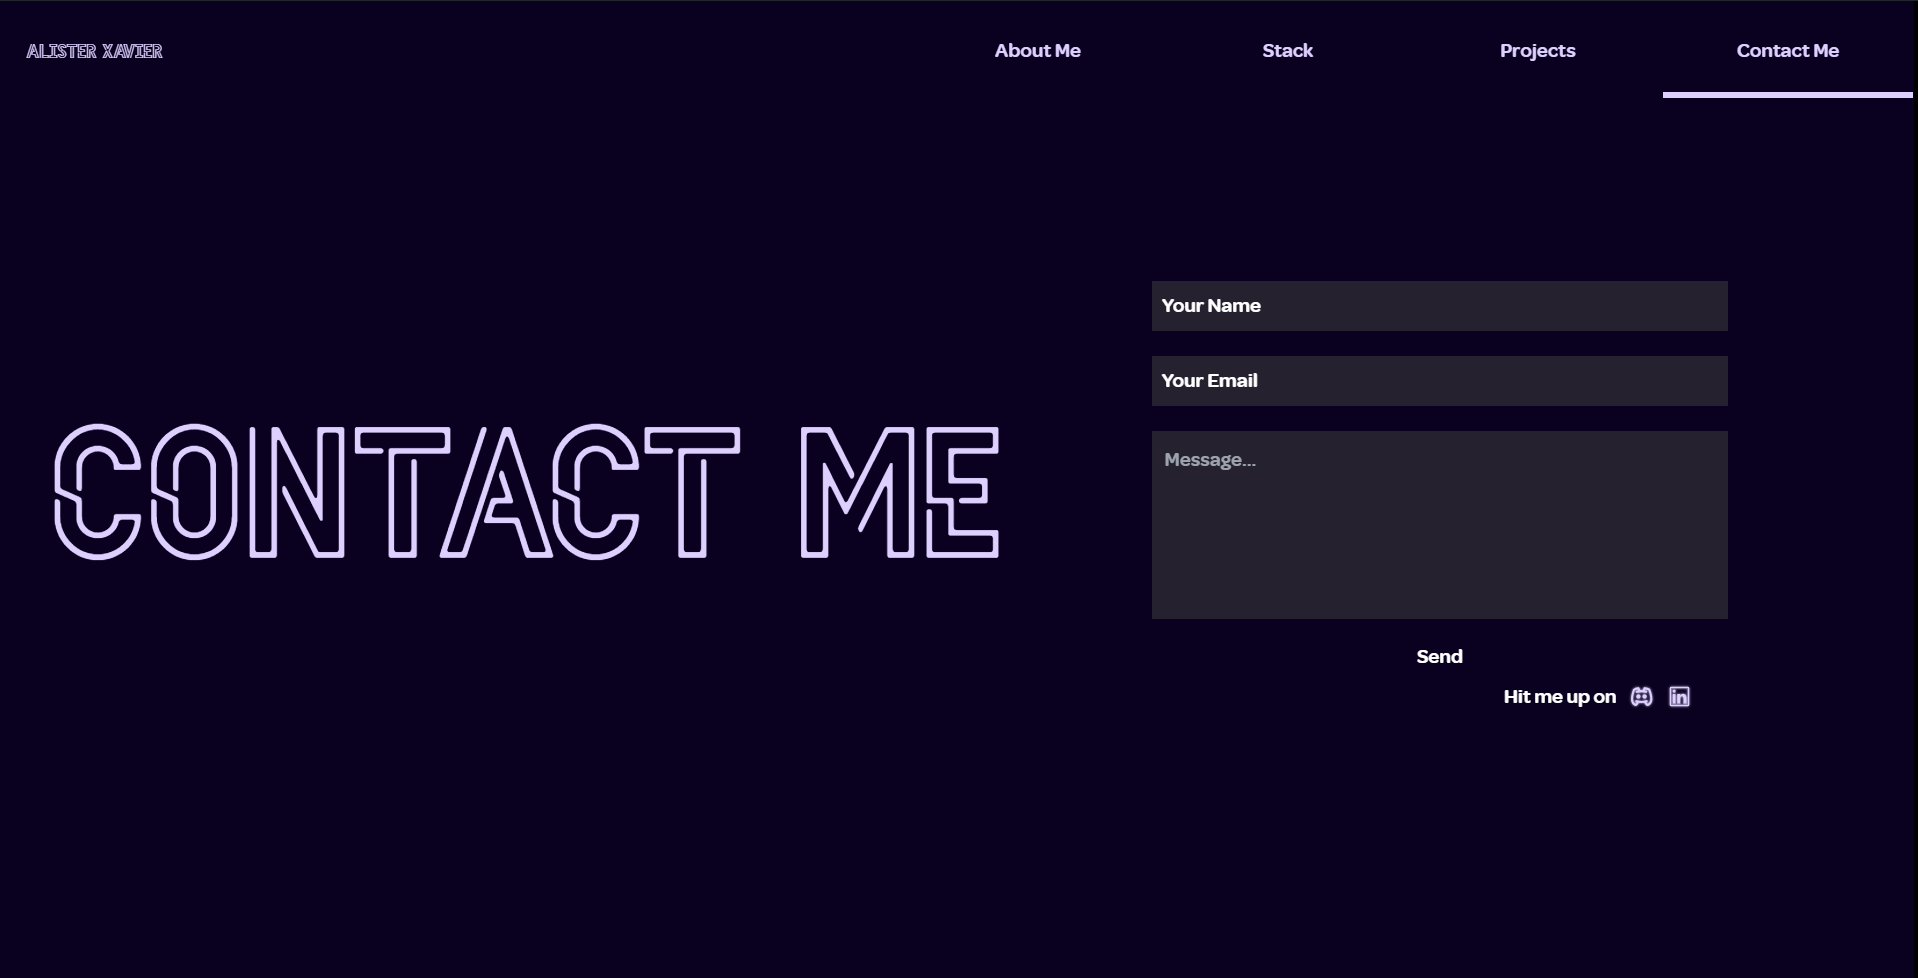 ALISTER XAVIER
About Me
Stack
Projects
Contact Me
CONTACT ME
Your Name
Your Email
Message...
Send
Hit me up on
in